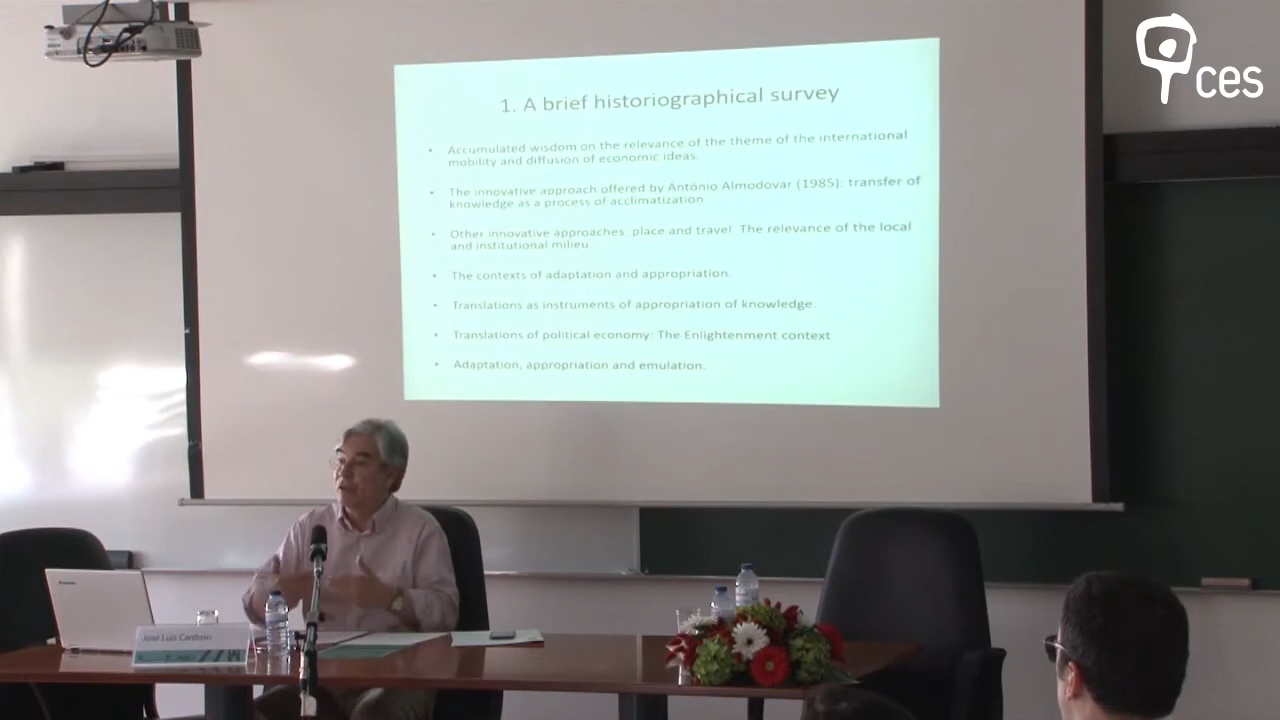 ces
1. A brief historiographical survey
• Accumulated wisdom on the relevance of the theme of the international
mobility and diffusion of economic ideas.
• The innovative approach offered by António Almodovar (1985): transfer of
knowledge as a process of acclimatization
• Other innovative approaches: place and travel. The relevance of the local
and institutional milieu.
• The contexts of adaptation and appropriation.
• Translations as instruments of appropriation of knowledge.
• Translations of political economy: The Enlightenment context
• Adaptation, appropriation and emulation.
José Luís Cardoso